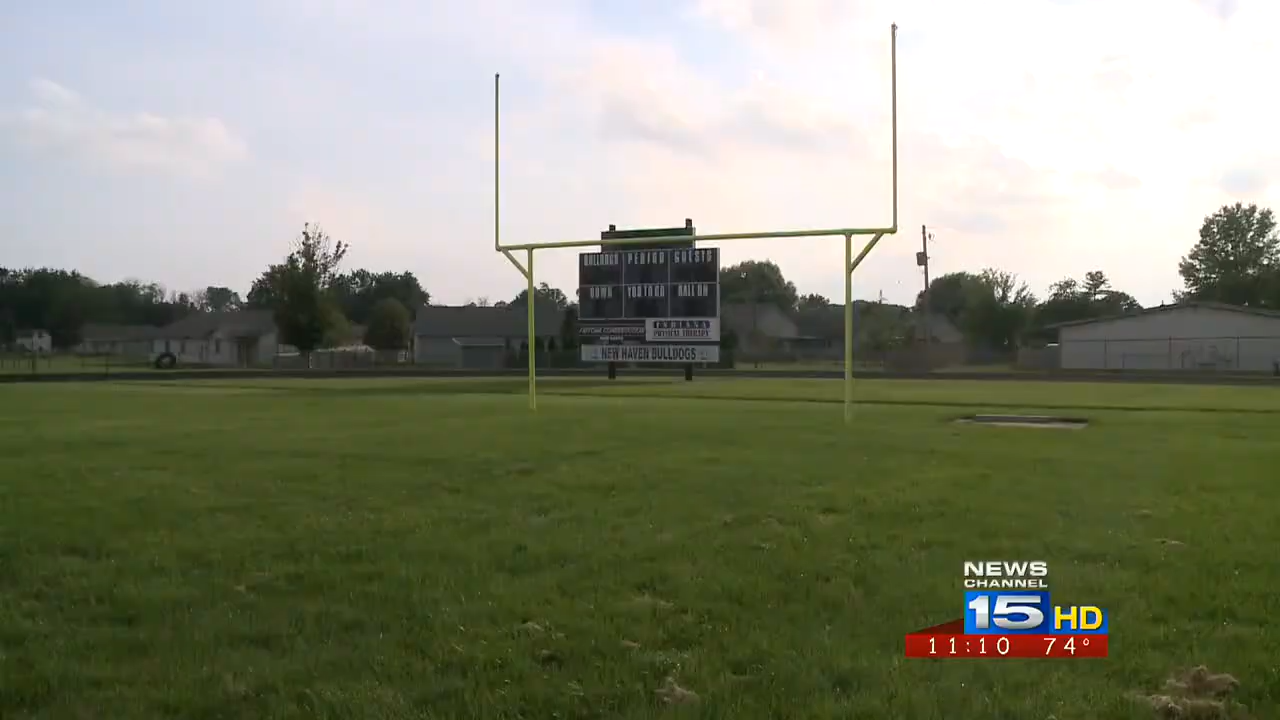 BULLDOGS PERIOD GUESTS
DOWN YDS TO GO BALL ON
INDIANA
PHYSICAL THERAPY
NEW HAVEN BULLDOGS
NEWS
CHANNEL
15 HD
11:10 74°